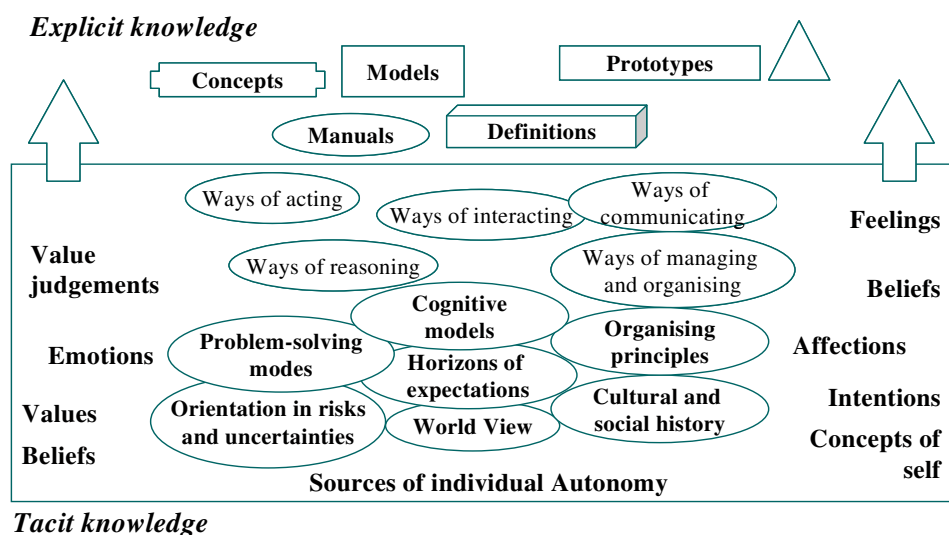 Explicit knowledge
Concepts
Models
Prototypes
Manuals
Definitions
Ways of acting
Ways of interacting
Ways of
communicating
Feelings
Value
judgements
Ways of reasoning
Ways of managing
and organising
Beliefs
Cognitive
models
Emotions
Problem-solving
modes
Horizons of
expectations
Organising
principles
Affections
Values
Beliefs
Orientation in risks
and uncertainties
World View
Cultural and
social history
Intentions
Concepts of
self
Sources of individual Autonomy
Tacit knowledge